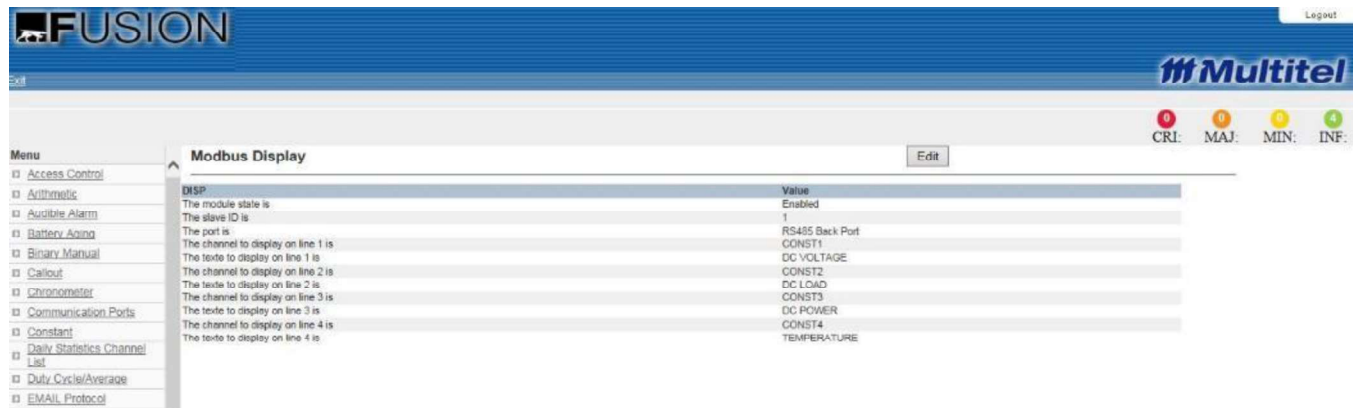 FUSION
Logout
Exit
Multitel
0 0 0 4
CRI: MAJ: MIN: INF:
Menu
Access Control
Arithmetic
Audible Alarm
Battery Aging
Binary Manual
Callout
Chronometer
Communication Ports
Constant
Daily Statistics Channel
List
Duty Cycle/Average
EMAIL Protocol
Modbus Display
Edit
DISP Value
The module state is Enabled
The slave ID is 1
The port is RS485 Back Port
The channel to display on line 1 is CONST1
The texte to display on line 1 is DC VOLTAGE
The channel to display on line 2 is CONST2
The texte to display on line 2 is DC LOAD
The channel to display on line 3 is CONST3
The texte to display on line 3 is DC POWER
The channel to display on line 4 is CONST4
The texte to display on line 4 is TEMPERATURE